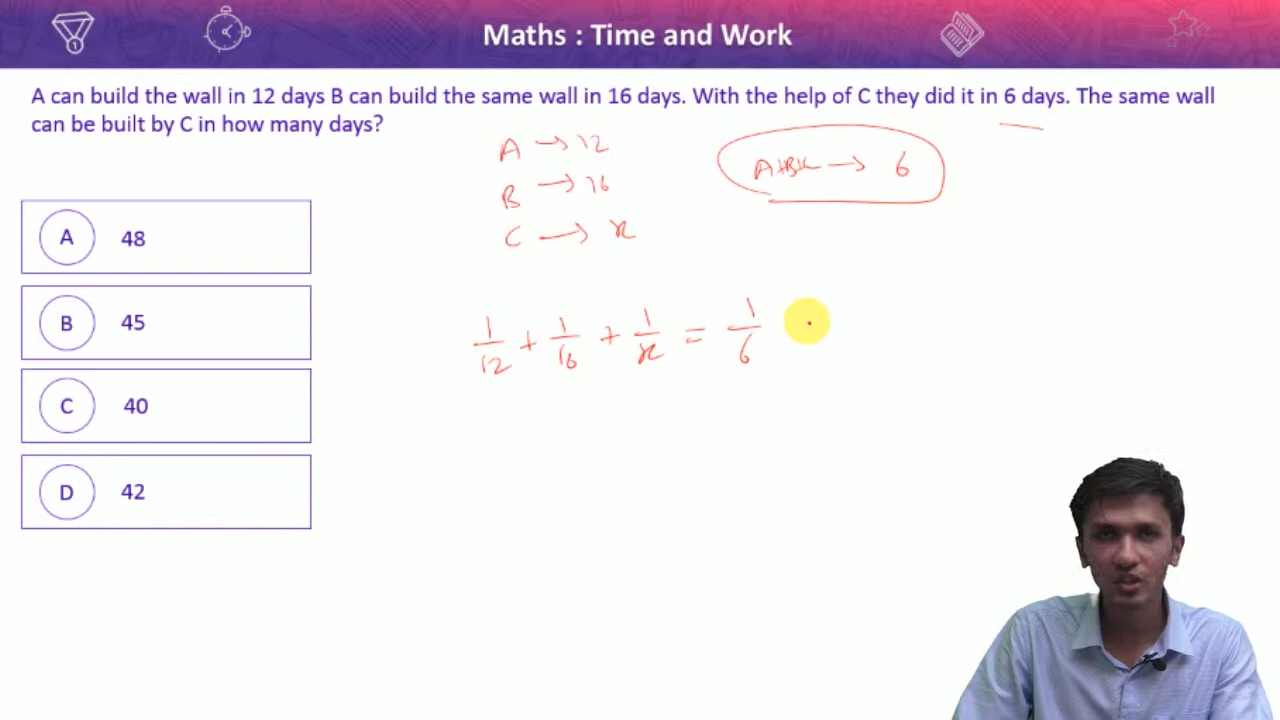 Maths : Time and Work
A can build the wall in 12 days B can build the same wall in 16 days. With the help of C they did it in 6 days. The same wall
can be built by C in how many days?
A → 12
B → 16
C → x
A+B+C → 6
1/12 + 1/16 + 1/x = 1/6
A 48
B 45
C 40
D 42